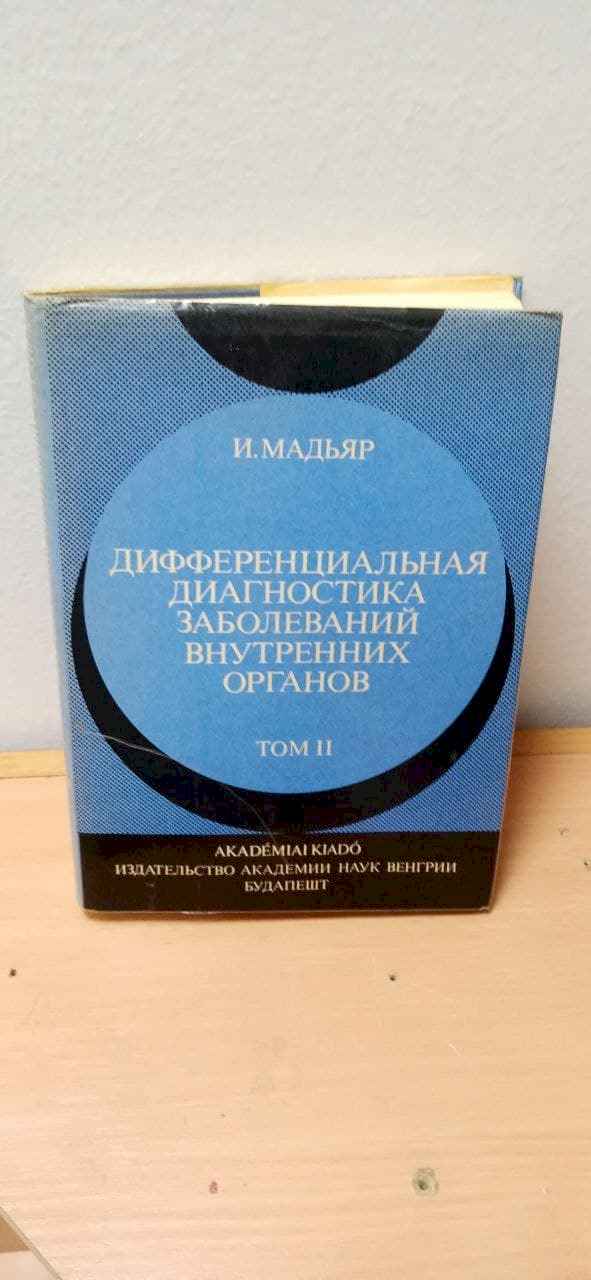 И. МАДЬЯР
ДИФФЕРЕНЦИАЛЬНАЯ
ДИАГНОСТИКА
ЗАБОЛЕВАНИЙ
ВНУТРЕННИХ
ОРГАНОВ
ТОМ II
AKADÉMIAI KIADÓ
ИЗДАТЕЛЬСТВО АКАДЕМИИ НАУК ВЕНГРИИ
БУДАПЕШТ